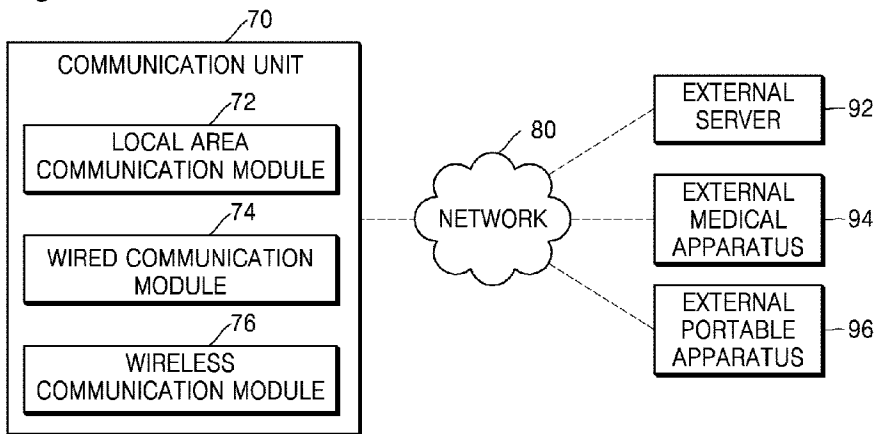 70
COMMUNICATION UNIT
72
LOCAL AREA
COMMUNICATION MODULE
74
WIRED COMMUNICATION
MODULE
76
WIRELESS
COMMUNICATION MODULE
80
NETWORK
EXTERNAL
SERVER
92
EXTERNAL
MEDICAL
APPARATUS
94
EXTERNAL
PORTABLE
APPARATUS
96